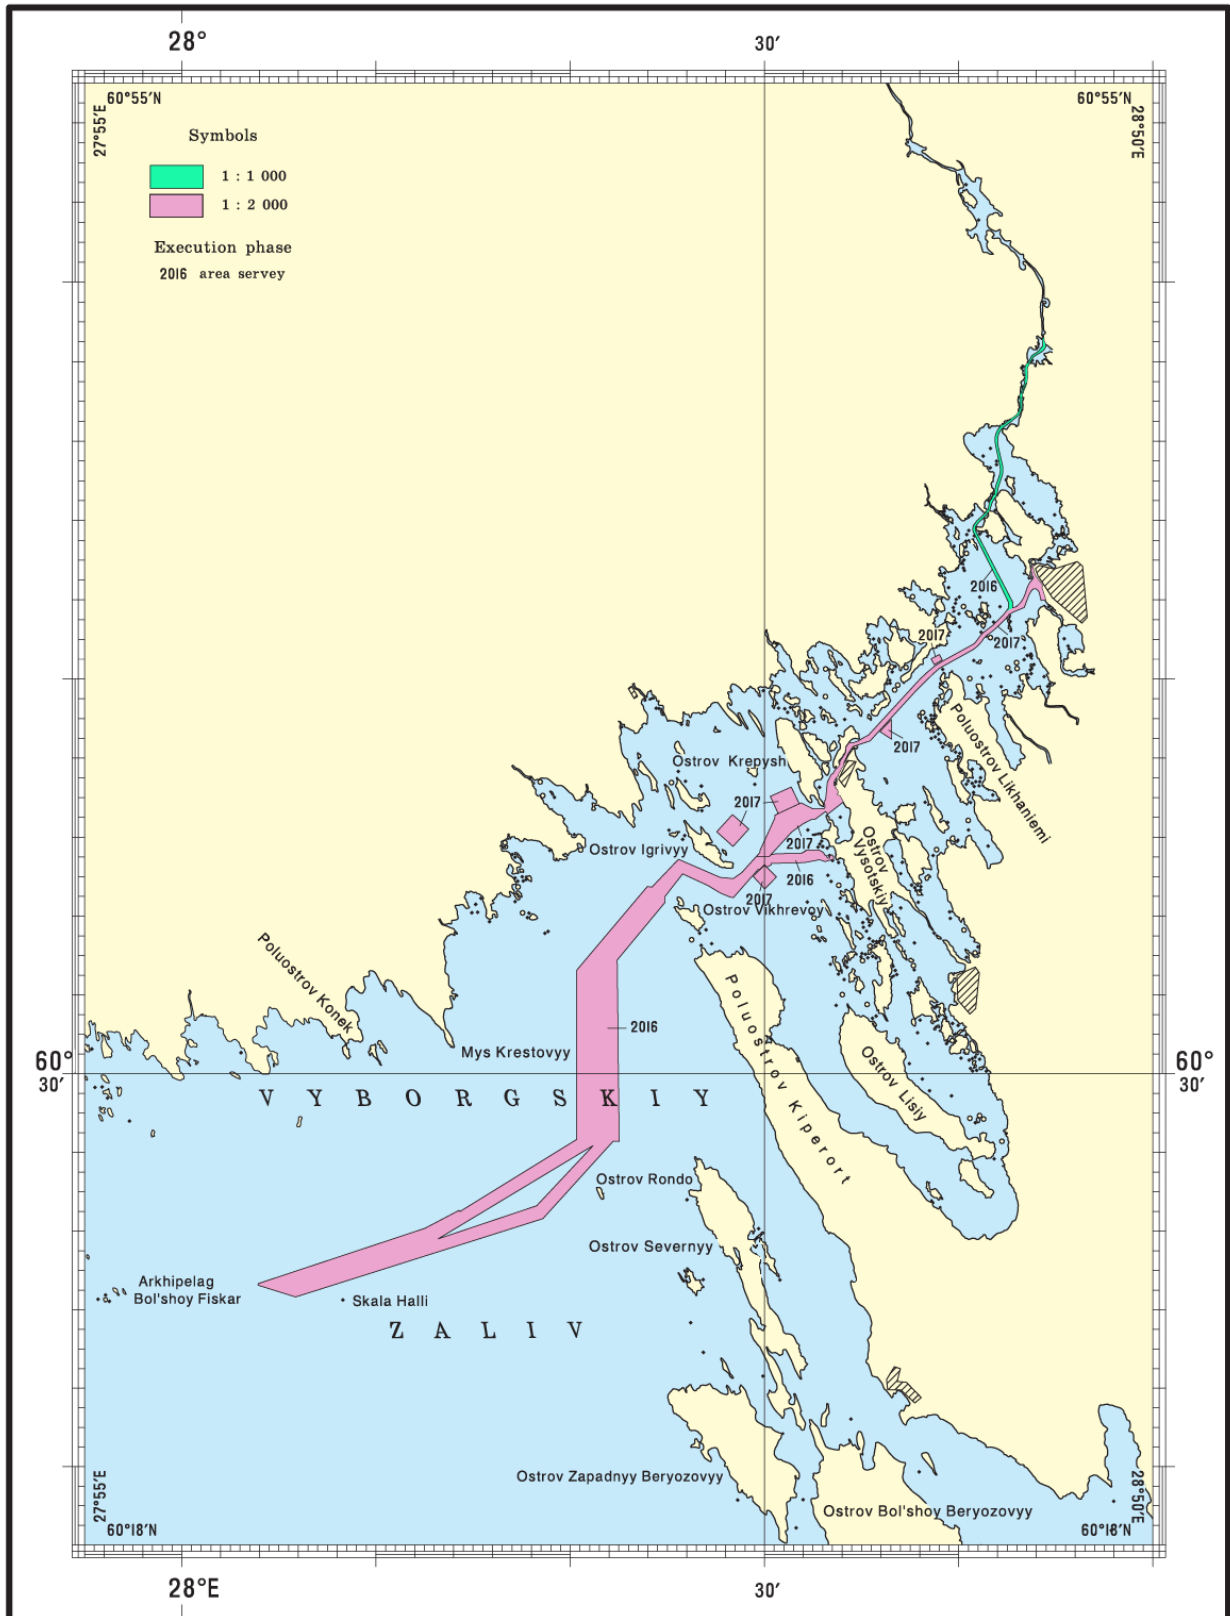 28° 30′
60°55′N 60°55′N
27°55′E 28°50′E
Symbols
1 : 1 000
1 : 2 000
Execution phase
2016 area servey
2016
2017
2017
Poluostrov Likhaniemi
2017
Ostrov Krepysh
2017
2017
Ostrov Igrivyy
Ostrov Vysotskiy
2016
2017
Ostrov Vikhrevoy
Poluostrov Konek
Poluostrov Kiperort
2016
Mys Krestovyy
Ostrov Lisiy
60° 60°
30′ 30′
VYBORGSKIY
Ostrov Rondo
Ostrov Severnyy
Arkhipelag
Bol'shoy Fiskar
Skala Halli
ZALIV
Ostrov Zapadnyy Beryozovyy
Ostrov Bol'shoy Beryozovyy
27°55′E 28°50′E
60°18′N 60°18′N
28°E 30′